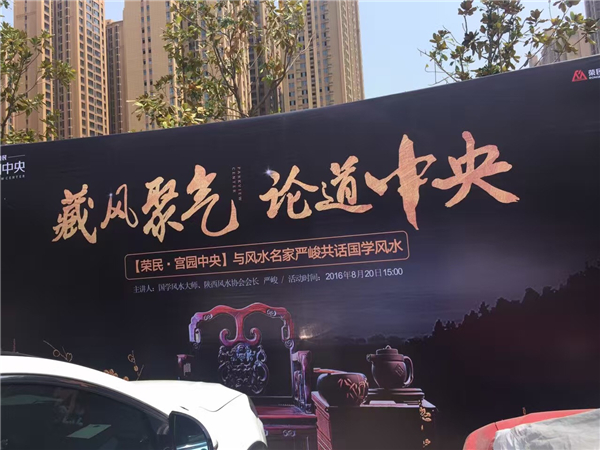 荣民
中央
藏风聚气 论道中央
【荣民·宫园中央】与风水名家严峻共话国学风水
主讲人：国学风水大师、陕西风水协会会长 严峻 / 活动时间：2016年8月20日15:00